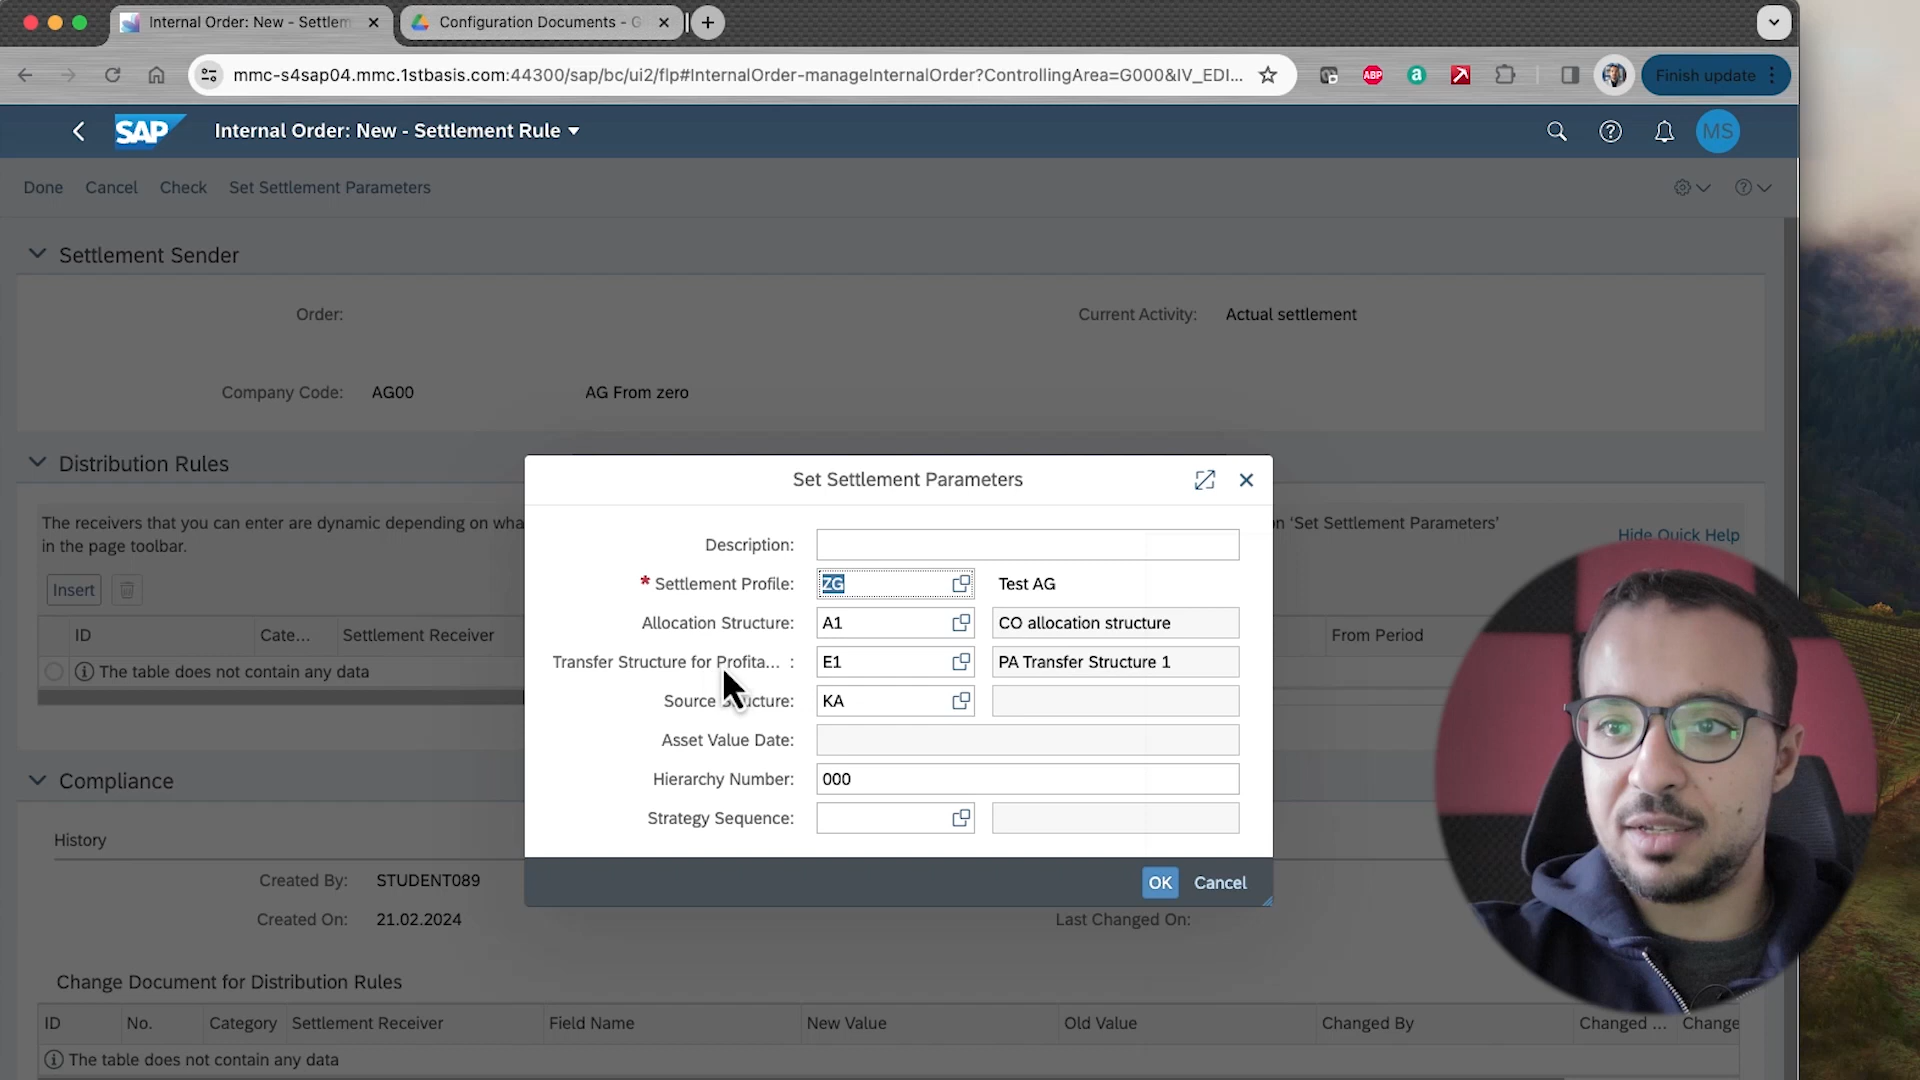 Internal Order: New - Settlem
Configuration Documents - G
mmc-s4sap04.mmc.1stbasis.com:44300/sap/bc/ui2/flp#InternalOrder-manageInternalOrder?ControllingArea=G000&IV_EDI...
ABP
a
Finish update
SAP
Internal Order: New - Settlement Rule
MS
Done Cancel Check Set Settlement Parameters
Settlement Sender
Order:
Current Activity: Actual settlement
Company Code: AG00 AG From zero
Distribution Rules
The receivers that you can enter are dynamic depending on wha
n 'Set Settlement Parameters'
in the page toolbar.
Hide Quick Help
Insert
ID Cate... Settlement Receiver From Period
The table does not contain any data
Set Settlement Parameters
Description:
* Settlement Profile: ZG Test AG
Allocation Structure: A1 CO allocation structure
Transfer Structure for Profita... : E1 PA Transfer Structure 1
Source Structure: KA
Asset Value Date:
Hierarchy Number: 000
Strategy Sequence:
OK Cancel
Compliance
History
Created By: STUDENT089
Created On: 21.02.2024
Last Changed On:
Change Document for Distribution Rules
ID No. Category Settlement Receiver Field Name New Value Old Value Changed By Changed ... Change
The table does not contain any data